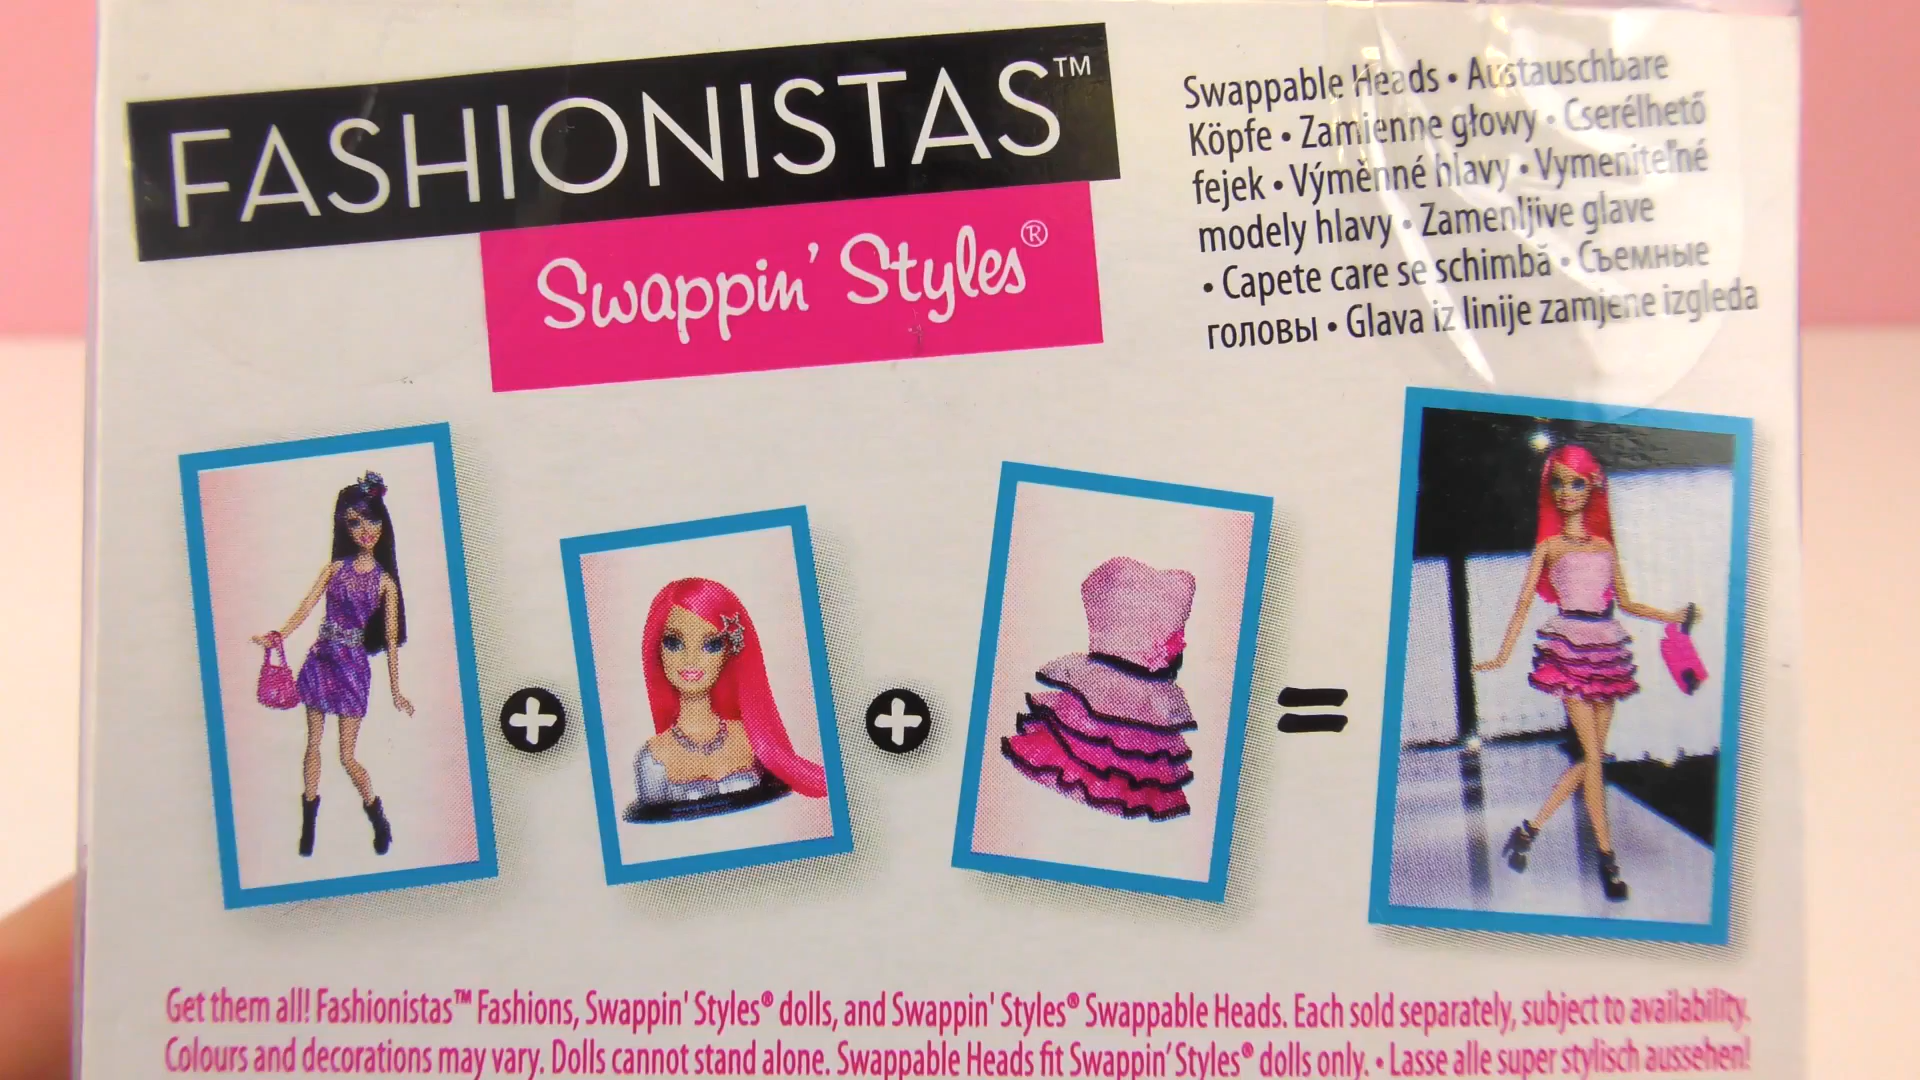 FASHIONISTAS™
Swappin' Styles®
Swappable Heads • Austauschbare
Köpfe • Zamienne głowy • Cserélhető
fejek • Výměnné hlavy • Vymeniteľné
modely hlavy • Zamenljive glave
• Capete care se schimbă • Съемные
головы • Glava iz linije zamjene izgleda
+ + =
Get them all! Fashionistas™ Fashions, Swappin' Styles® dolls, and Swappin' Styles® Swappable Heads. Each sold separately, subject to availability.
Colours and decorations may vary. Dolls cannot stand alone. Swappable Heads fit Swappin' Styles® dolls only. • Lasse alle super stylisch aussehen!